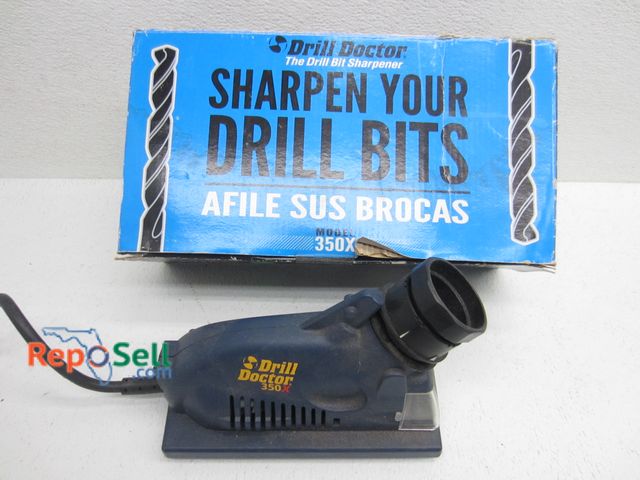 Drill Doctor
The Drill Bit Sharpener
SHARPEN YOUR
DRILL BITS
AFILE SUS BROCAS
MODEL
350X
RepOSell
.com
Drill
Doctor
350X